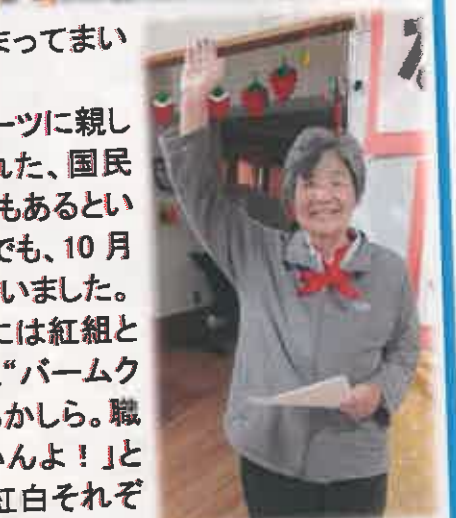 まってまい
ーツに親し
れた、国民
もあるとい
でも、10 月
いました。
には紅組と
“バームク
かしら。職
いんよ！」と
紅白それぞ